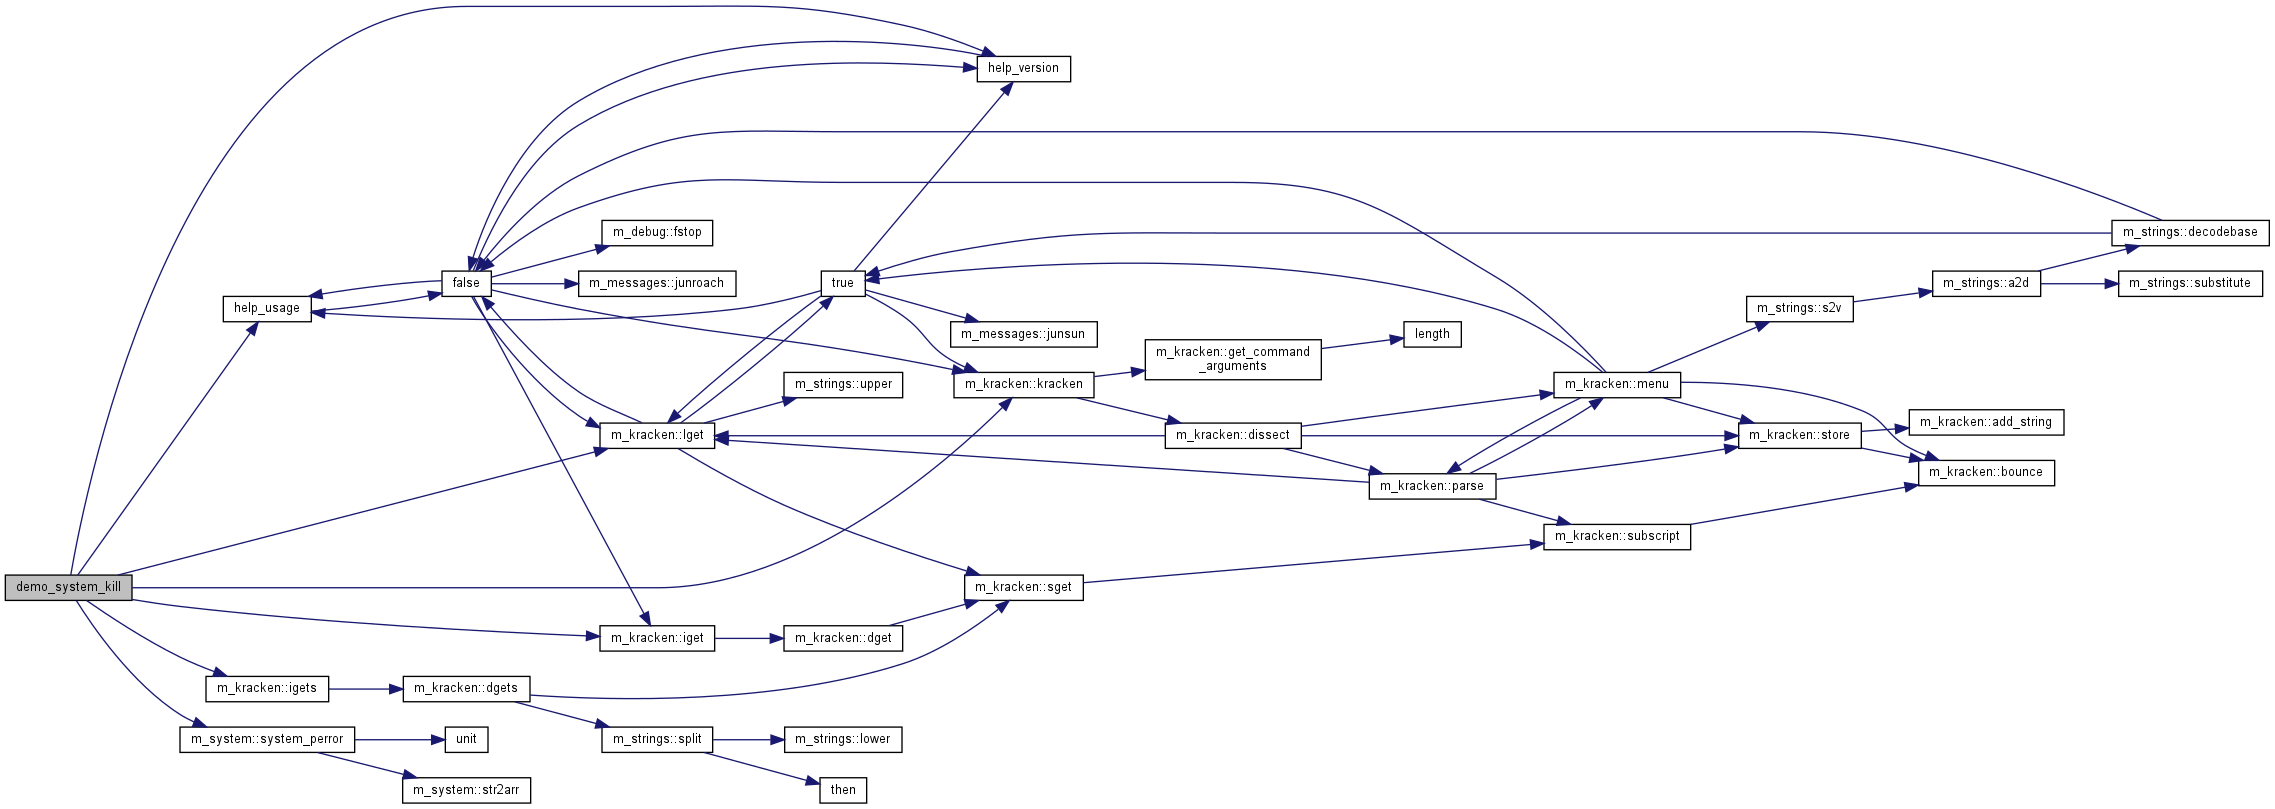 help_version
m_debug::fstop
m_strings::decodebase
false
m_messages::junroach
true
m_strings::a2d
m_strings::substitute
help_usage
m_strings::s2v
m_messages::junsun
length
m_kracken::get_command
_arguments
m_strings::upper
m_kracken::kracken
m_kracken::menu
m_kracken::add_string
m_kracken::lget
m_kracken::dissect
m_kracken::store
m_kracken::bounce
m_kracken::parse
m_kracken::subscript
demo_system_kill
m_kracken::sget
m_kracken::iget
m_kracken::dget
m_kracken::igets
m_kracken::dgets
m_system::system_perror
unit
m_strings::split
m_strings::lower
m_system::str2arr
then